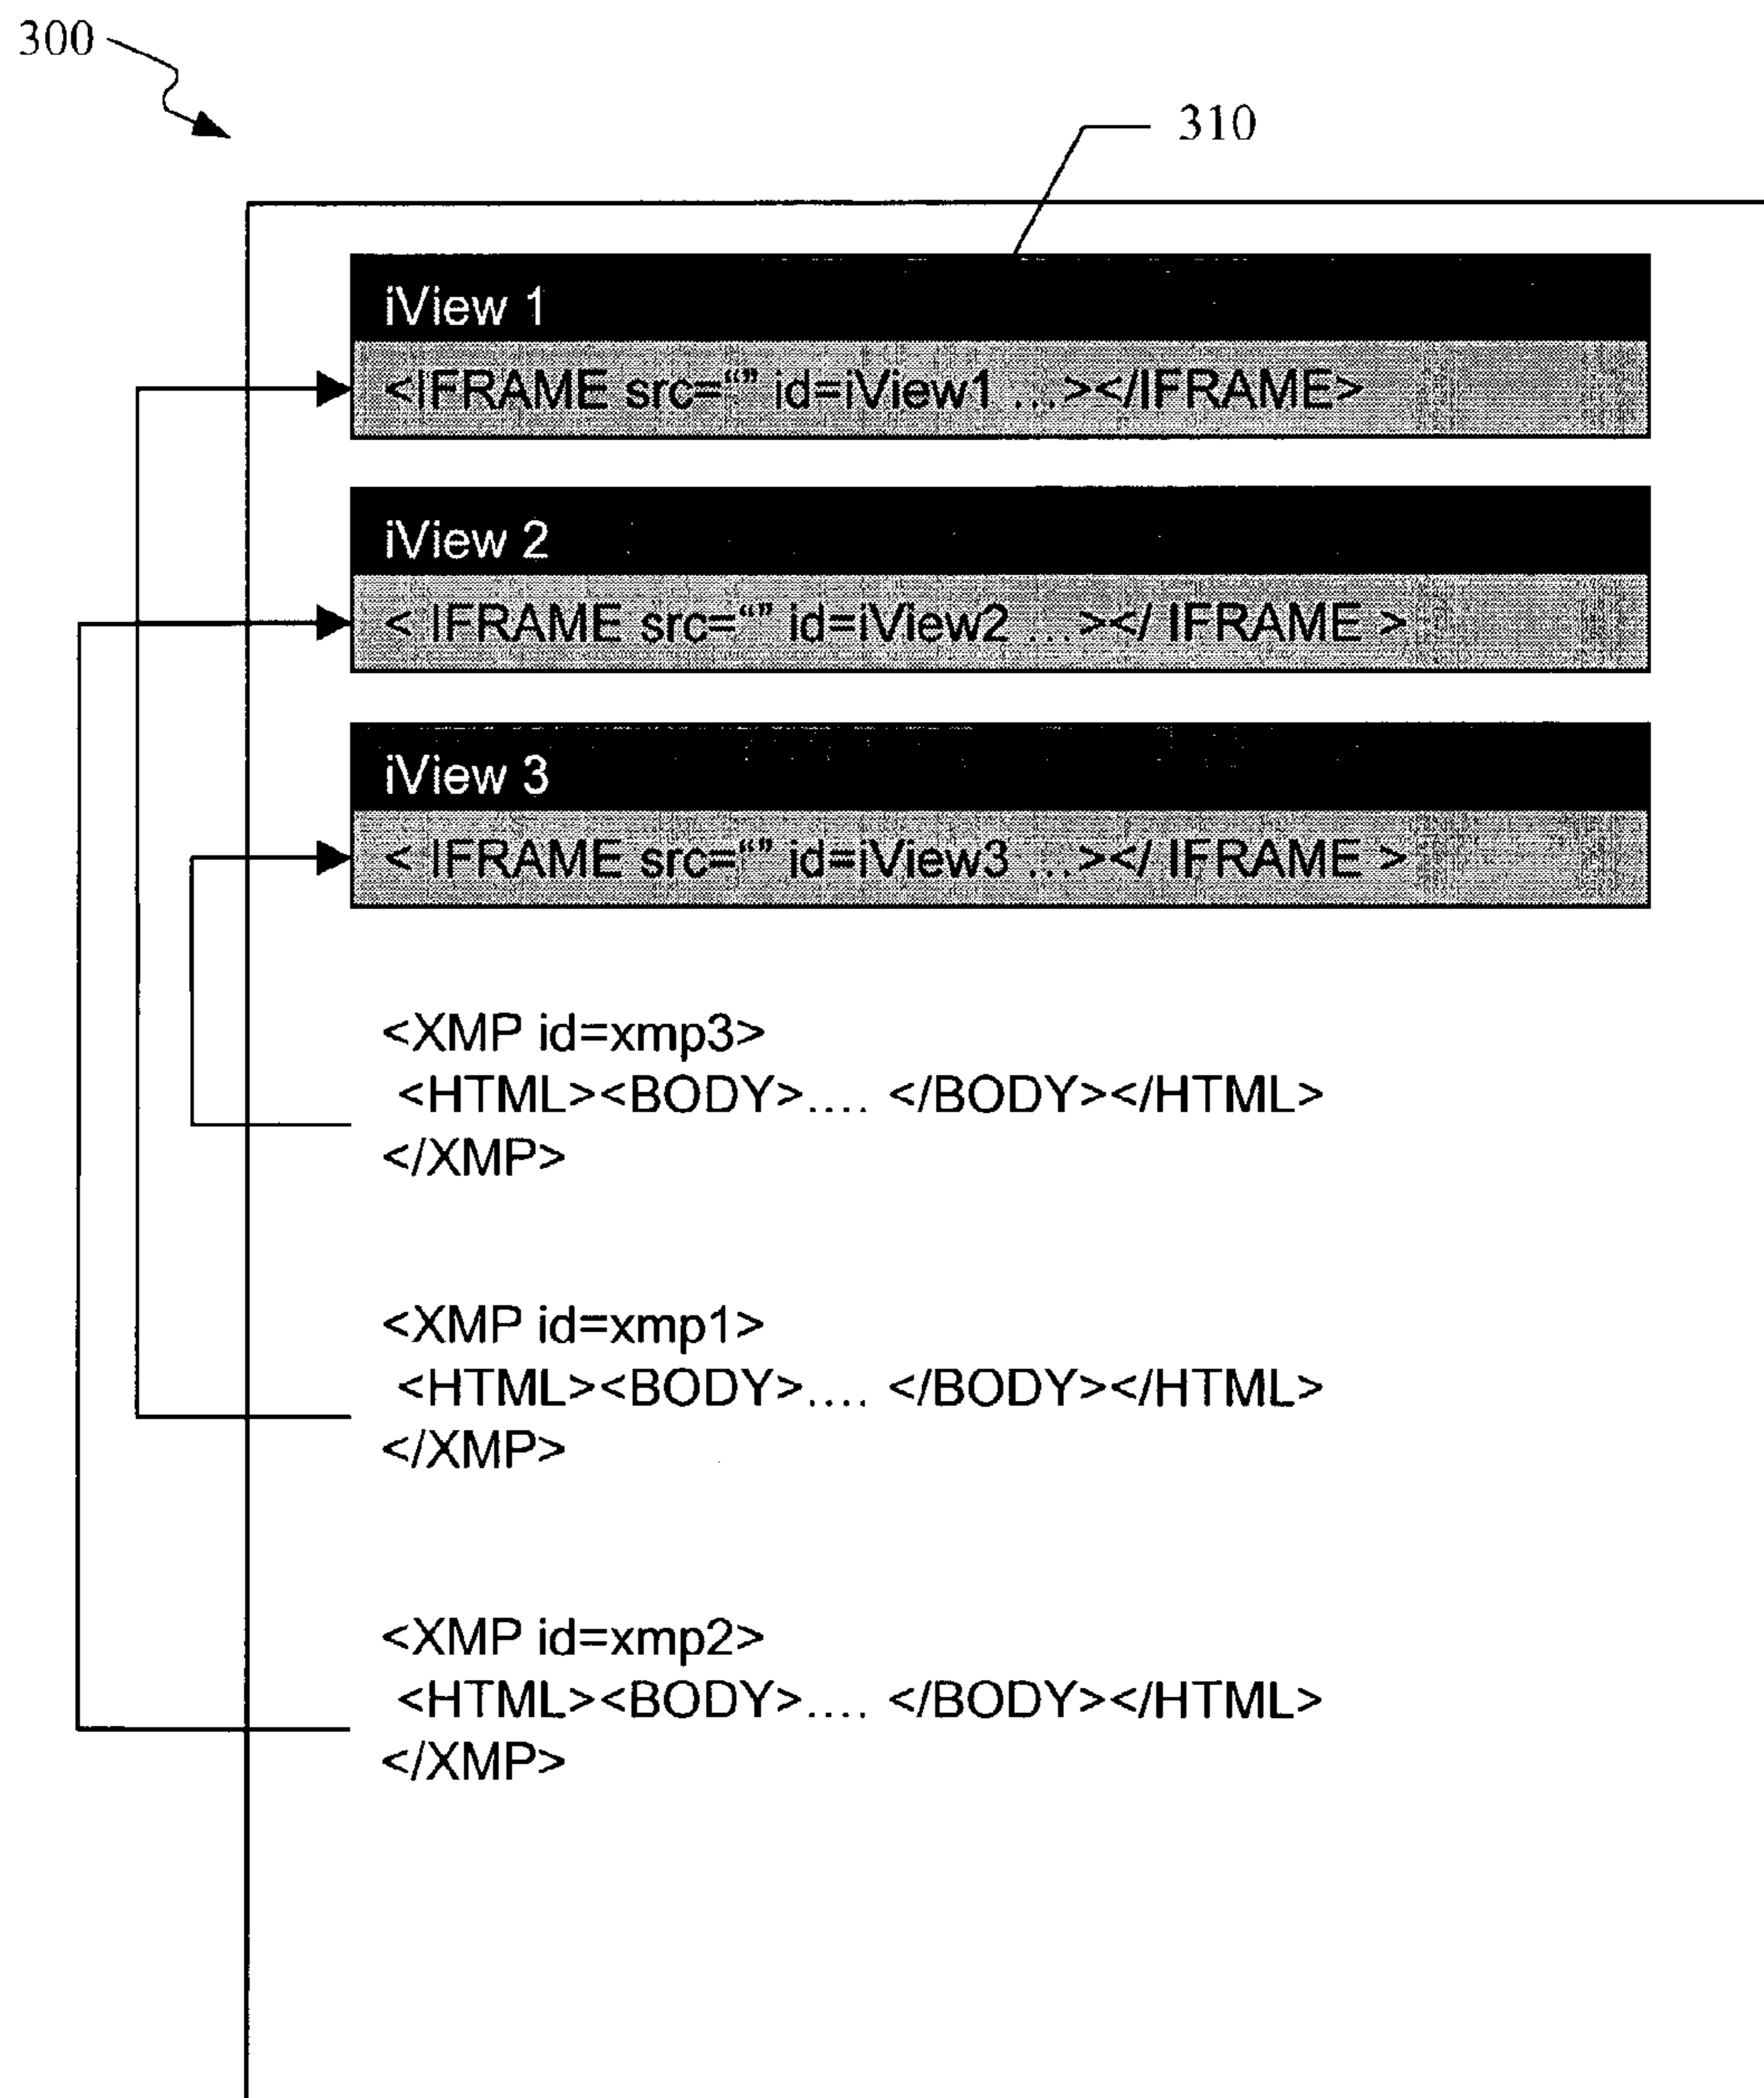 300
310
iView 1
<IFRAME src=“” id=iView1 ...></IFRAME>
iView 2
< IFRAME src=“” id=iView2 ...></ IFRAME >
iView 3
< IFRAME src=“” id=iView3 ...></ IFRAME >
<XMP id=xmp3>
<HTML><BODY>.... </BODY></HTML>
</XMP>
<XMP id=xmp1>
<HTML><BODY>.... </BODY></HTML>
</XMP>
<XMP id=xmp2>
<HTML><BODY>.... </BODY></HTML>
</XMP>